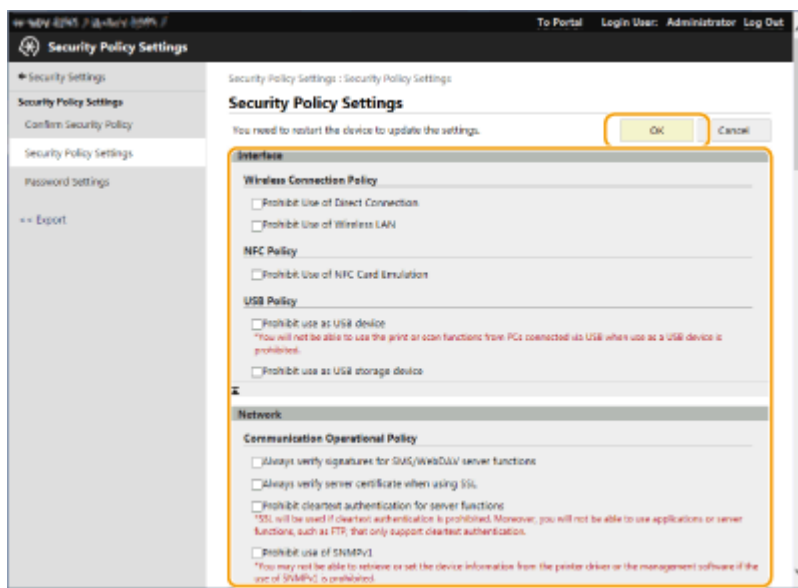 To Portal Login User: Administrator Log Out
Security Policy Settings
Security Settings
Security Policy Settings : Security Policy Settings
Security Policy Settings
Security Policy Settings
Confirm Security Policy
You need to restart the device to update the settings.
OK
Cancel
Security Policy Settings
Interface
Password Settings
Wireless Connection Policy
Prohibit Use of Direct Connection
Export
Prohibit Use of Wireless LAN
NFC Policy
Prohibit Use of NFC Card Emulation
USB Policy
Prohibit use as USB device
*You will not be able to use the print or scan functions from PCs connected via USB when use as a USB device is
prohibited.
Prohibit use as USB storage device
Network
Communication Operational Policy
Always verify signatures for SMS/WebDAV server functions
Always verify server certificate when using SSL
Prohibit cleartext authentication for server functions
*SSL will be used if cleartext authentication is prohibited. Moreover, you will not be able to use applications or server
functions, such as FTP, that only support cleartext authentication.
Prohibit use of SNMPv1
*You may not be able to retrieve or set the device information from the printer driver or the management software if the
use of SNMPv1 is prohibited.